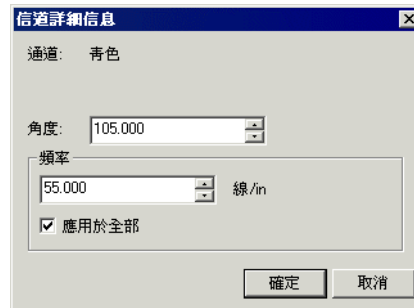 信道詳細信息
通道: 青色
角度: 105.000
頻率
55.000 線/in
應用於全部
確定 取消